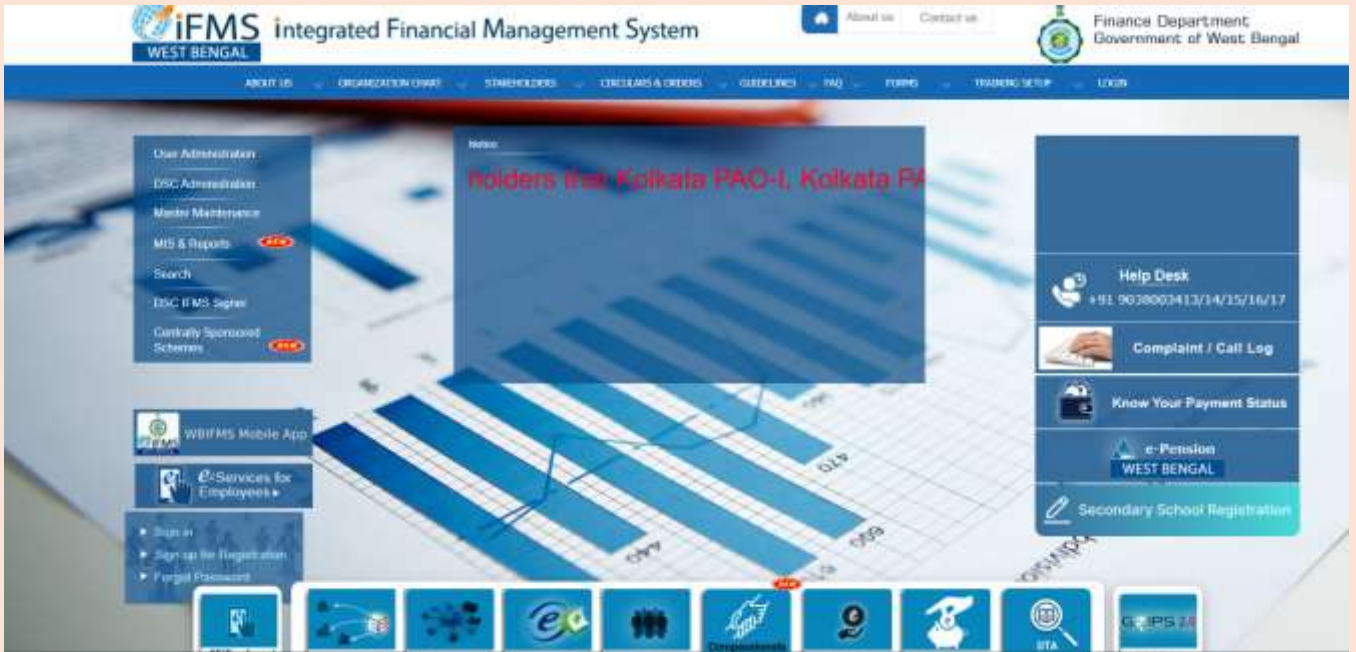 iFMS
WEST BENGAL
Integrated Financial Management System
About us
Contact us
Finance Department
Government of West Bengal
ABOUT US
ORGANIZATION CHART
STAKEHOLDERS
CIRCULARS & ORDERS
GUIDELINES
FAQ
FORMS
TRAINING SETUP
LOGIN
User Administration
DSC Administration
Master Maintenance
MIS & Reports
Search
DSC IFMS Signer
Centrally Sponsored
Schemes
WBIFMS Mobile App
e-Services for
Employees
Sign in
Sign up for Registration
Forgot Password
Notice
holders that Kolkata PAO-I, Kolkata PA
Help Desk
+91 9038003413/14/15/16/17
Complaint / Call Log
Know Your Payment Status
e-Pension
WEST BENGAL
Secondary School Registration
440
470
660